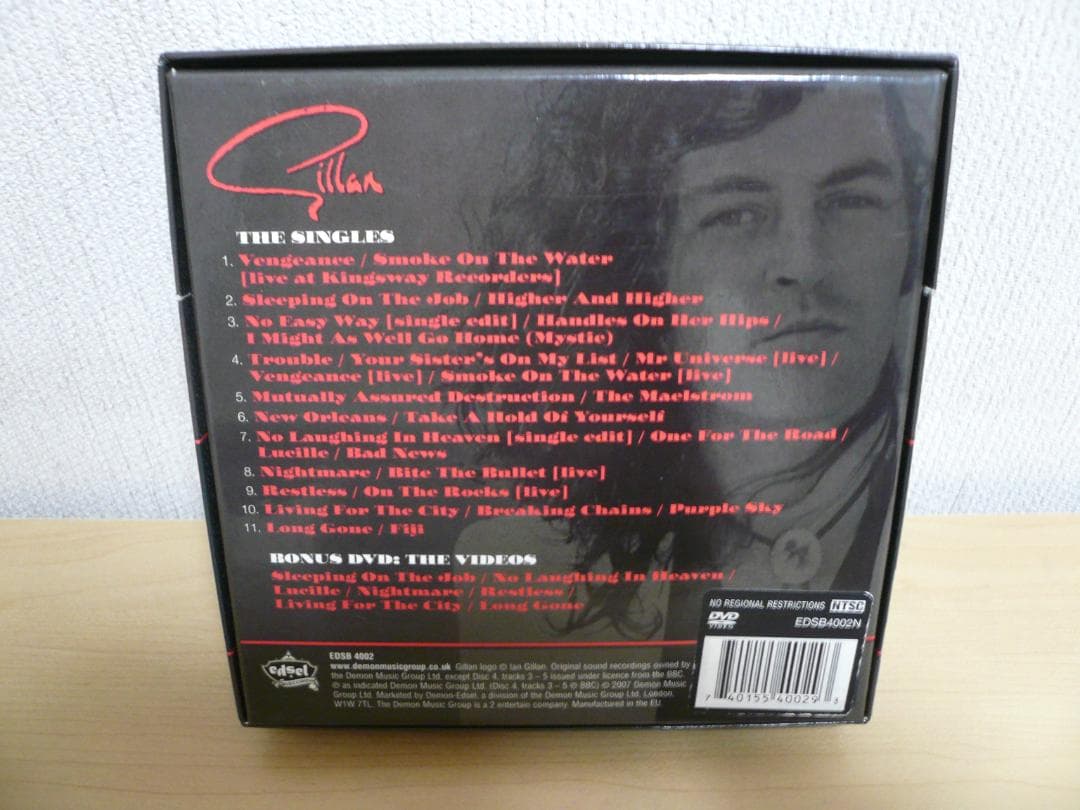 Gillan
THE SINGLES
1. Vengeance / Smoke On The Water
[live at Kingsway Recorders]
2. Sleeping On The Job / Higher And Higher
3. No Easy Way [single edit] / Handles On Her Hips /
I Might As Well Go Home (Mystic)
4. Trouble / Your Sister's On My List / Mr Universe [live] /
Vengeance [live] / Smoke On The Water [live]
5. Mutually Assured Destruction / The Maelstrom
6. New Orleans / Take A Hold Of Yourself
7. No Laughing In Heaven [single edit] / One For The Road /
Lucille / Bad News
8. Nightmare / Bite The Bullet [live]
9. Restless / On The Rocks [live]
10. Living For The City / Breaking Chains / Purple Sky
11. Long Gone / Fiji
BONUS DVD: THE VIDEOS
Sleeping On The Job / No Laughing In Heaven /
Lucille / Nightmare / Restless /
Living For The City / Long Gone
NO REGIONAL RESTRICTIONS NTSC
DVD VIDEO EDSB4002N
7 40155 40029 3
edsel
EDSB 4002
www.demonmusicgroup.co.uk Gillan logo © Ian Gillan. Original sound recordings owned by
the Demon Music Group Ltd, except Disc 4, tracks 3 – 5 issued under licence from the BBC.
℗ as indicated Demon Music Group Ltd. (Disc 4, tracks 3 – 5 ℗ BBC) © 2007 Demon Music
Group Ltd. Marketed by Demon-Edsel, a division of the Demon Music Group Ltd, London,
W1W 7TL. The Demon Music Group is a 2 entertain company. Manufactured in the EU.